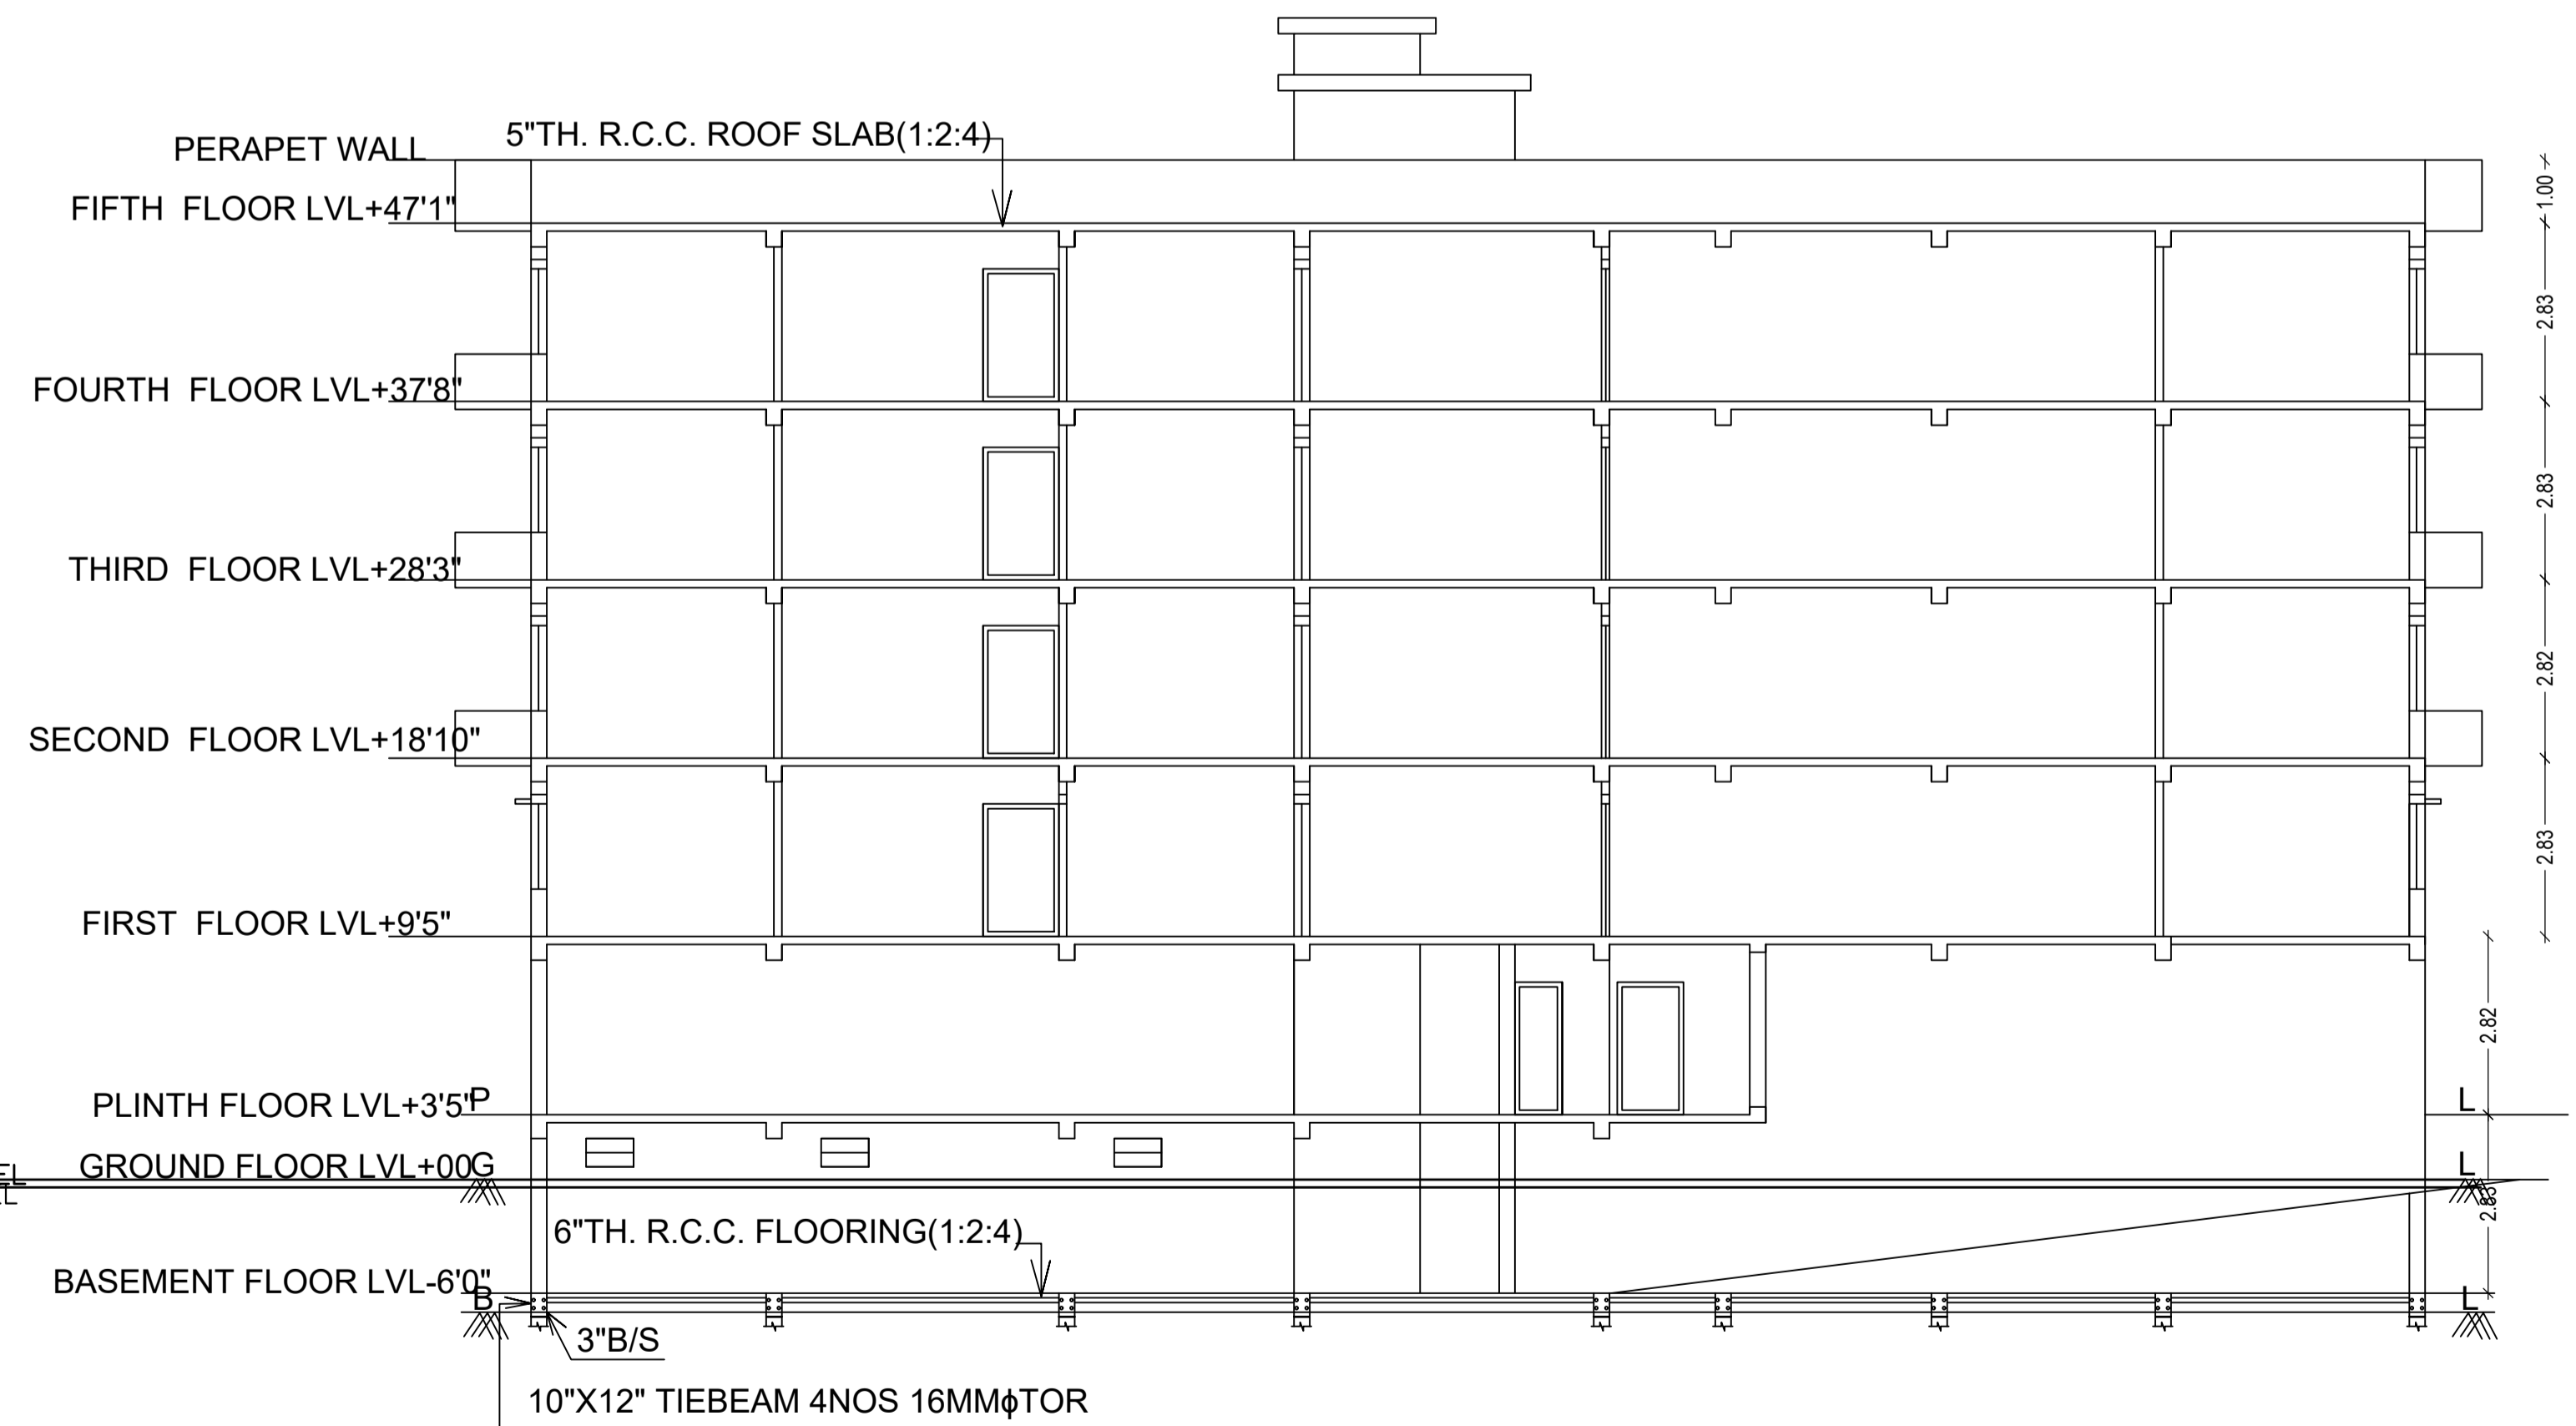 5"TH. R.C.C. ROOF SLAB(1:2:4)
PERAPET WALL
1.00
FIFTH FLOOR LVL+47'1"
2.83
FOURTH FLOOR LVL+37'8"
2.83
THIRD FLOOR LVL+28'3"
2.82
SECOND FLOOR LVL+18'10"
2.83
FIRST FLOOR LVL+9'5"
2.82
PLINTH FLOOR LVL+3'5"
P
L
GROUND FLOOR LVL+00
G
L
2.83
6"TH. R.C.C. FLOORING(1:2:4)
BASEMENT FLOOR LVL-6'0"
B
L
3"B/S
10"X12" TIEBEAM 4NOS 16MMϕTOR